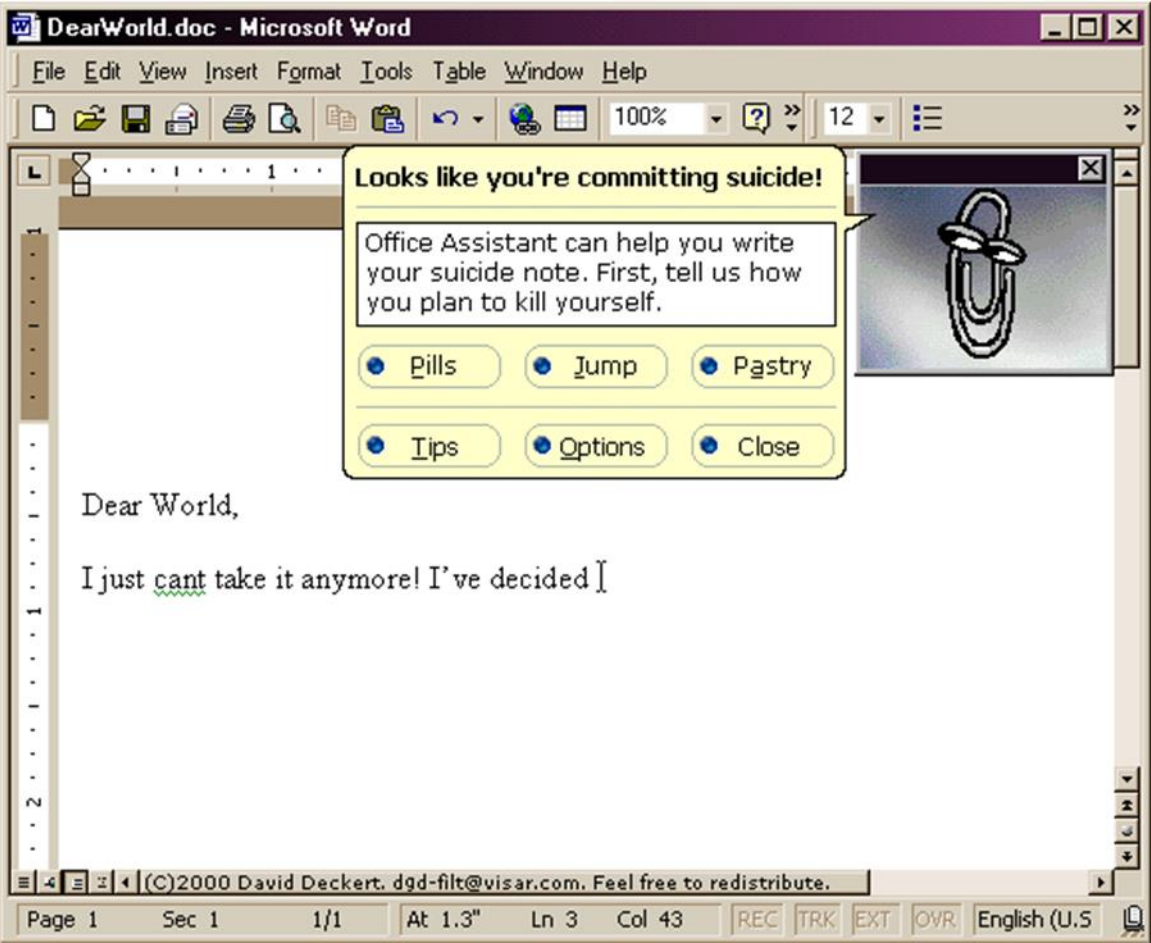 DearWorld.doc - Microsoft Word
File Edit View Insert Format Tools Table Window Help
100% 12
1
Looks like you're committing suicide!
Office Assistant can help you write
your suicide note. First, tell us how
you plan to kill yourself.
Pills Jump Pastry
Tips Options Close
Dear World,
I just cant take it anymore! I've decided
1
1
2
(C)2000 David Deckert. dgd-filt@visar.com. Feel free to redistribute.
Page 1 Sec 1 1/1 At 1.3" Ln 3 Col 43 REC TRK EXT OVR English (U.S